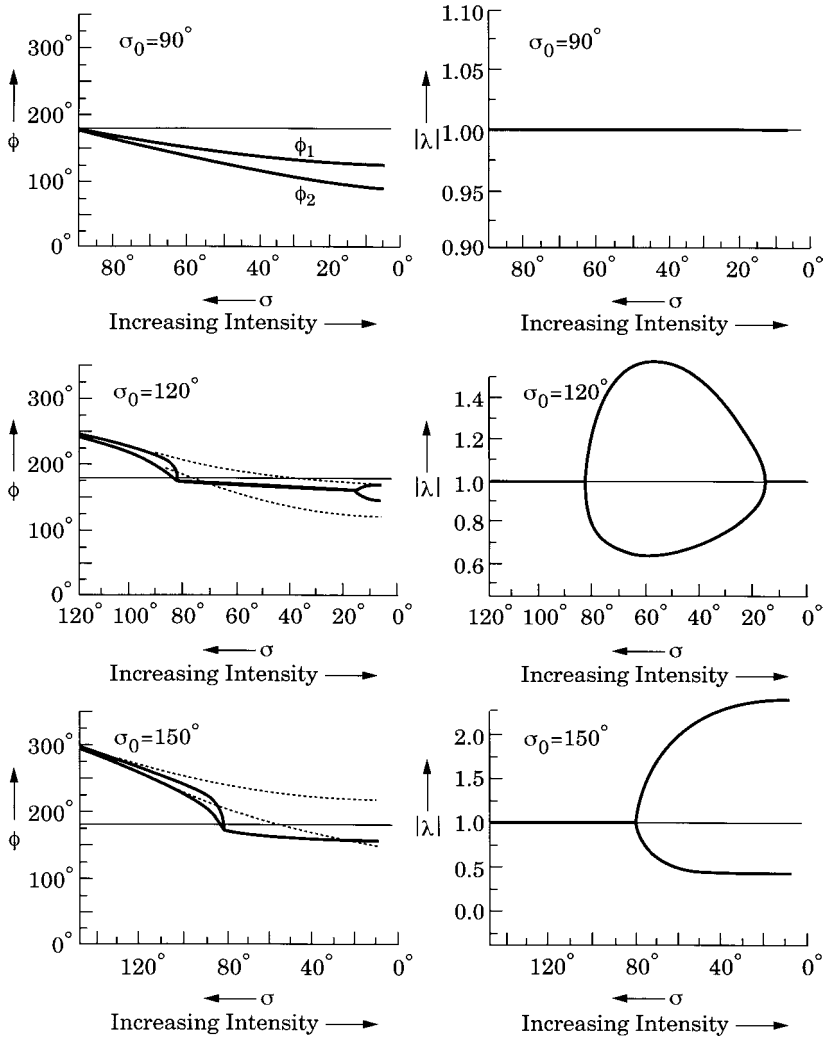 σ₀=90°
300°
200°
100°
0°
ϕ
ϕ₁
ϕ₂
80° 60° 40° 20° 0°
σ
Increasing Intensity
σ₀=90°
1.10
1.05
1.00
0.95
0.90
|λ|
80° 60° 40° 20° 0°
σ
Increasing Intensity
σ₀=120°
300°
200°
100°
0°
ϕ
120° 100° 80° 60° 40° 20° 0°
σ
Increasing Intensity
σ₀=120°
1.4
1.2
1.0
0.8
0.6
|λ|
120° 100° 80° 60° 40° 20° 0°
σ
Increasing Intensity
σ₀=150°
300°
200°
100°
0°
ϕ
120° 80° 40° 0°
σ
Increasing Intensity
σ₀=150°
2.0
1.5
1.0
0.5
0.0
|λ|
120° 80° 40° 0°
σ
Increasing Intensity